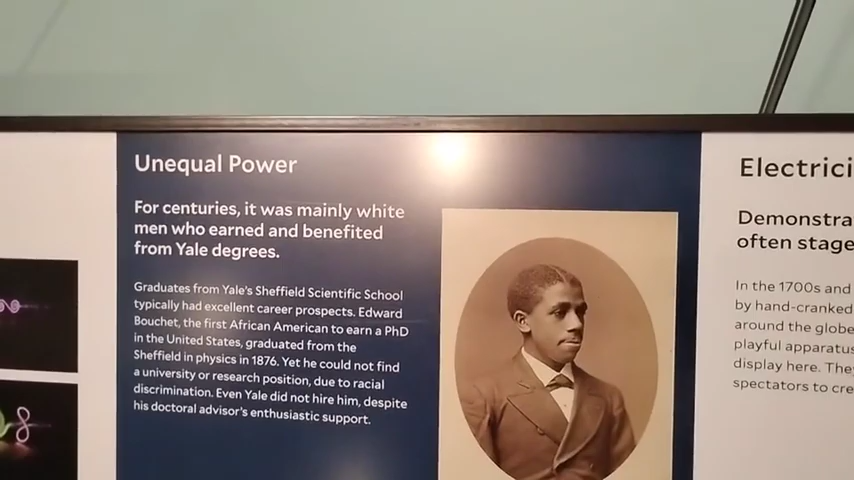 Unequal Power
For centuries, it was mainly white
men who earned and benefited
from Yale degrees.
Graduates from Yale's Sheffield Scientific School
typically had excellent career prospects. Edward
Bouchet, the first African American to earn a PhD
in the United States, graduated from the
Sheffield in physics in 1876. Yet he could not find
a university or research position, due to racial
discrimination. Even Yale did not hire him, despite
his doctoral advisor's enthusiastic support.
Electrici
Demonstra
often stage
In the 1700s and
by hand-cranked
around the globe
playful apparatus
display here. The
spectators to cre